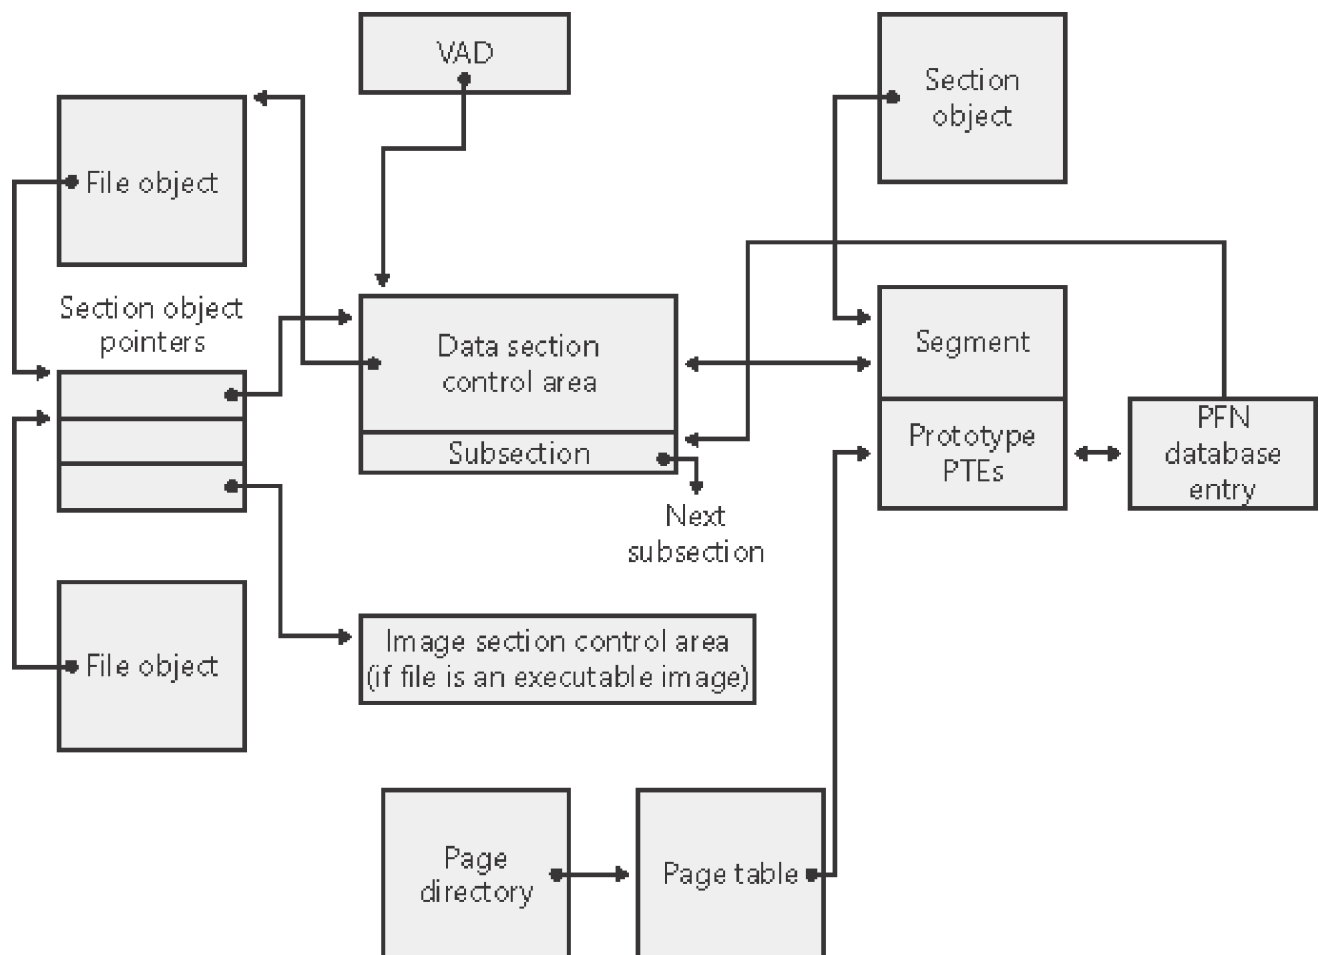 VAD
Section
object
File object
Section object
pointers
Data section
control area
Segment
Subsection
Prototype
PTEs
PFN
database
entry
Next
subsection
File object
Image section control area
(if file is an executable image)
Page
directory
Page table